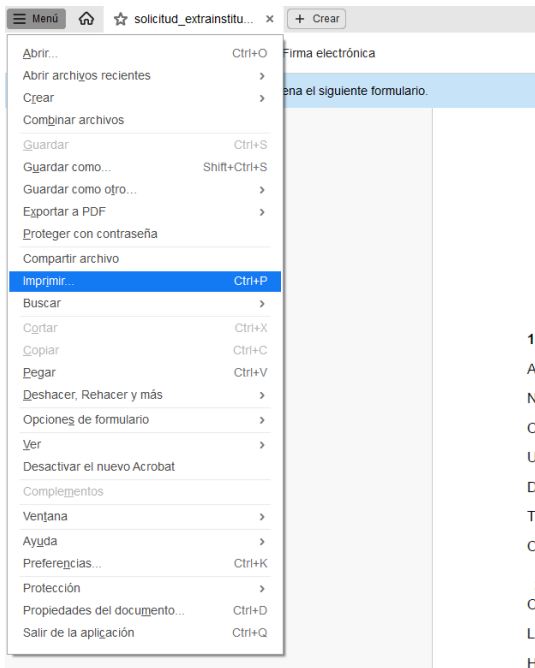 Menú solicitud_extrainstitu... × + Crear
Abrir... Ctrl+O
Firma electrónica
Abrir archivos recientes
ena el siguiente formulario.
Crear
Combinar archivos
Guardar Ctrl+S
Guardar como... Shift+Ctrl+S
Guardar como otro...
Exportar a PDF
Proteger con contraseña
Compartir archivo
Imprimir... Ctrl+P
Buscar
Cortar Ctrl+X
Copiar Ctrl+C
Pegar Ctrl+V
Deshacer, Rehacer y más
Opciones de formulario
Ver
Desactivar el nuevo Acrobat
Complementos
Ventana
Ayuda
Preferencias... Ctrl+K
Protección
Propiedades del documento... Ctrl+D
Salir de la aplicación Ctrl+Q
1
A
N
U
D
T
L
H